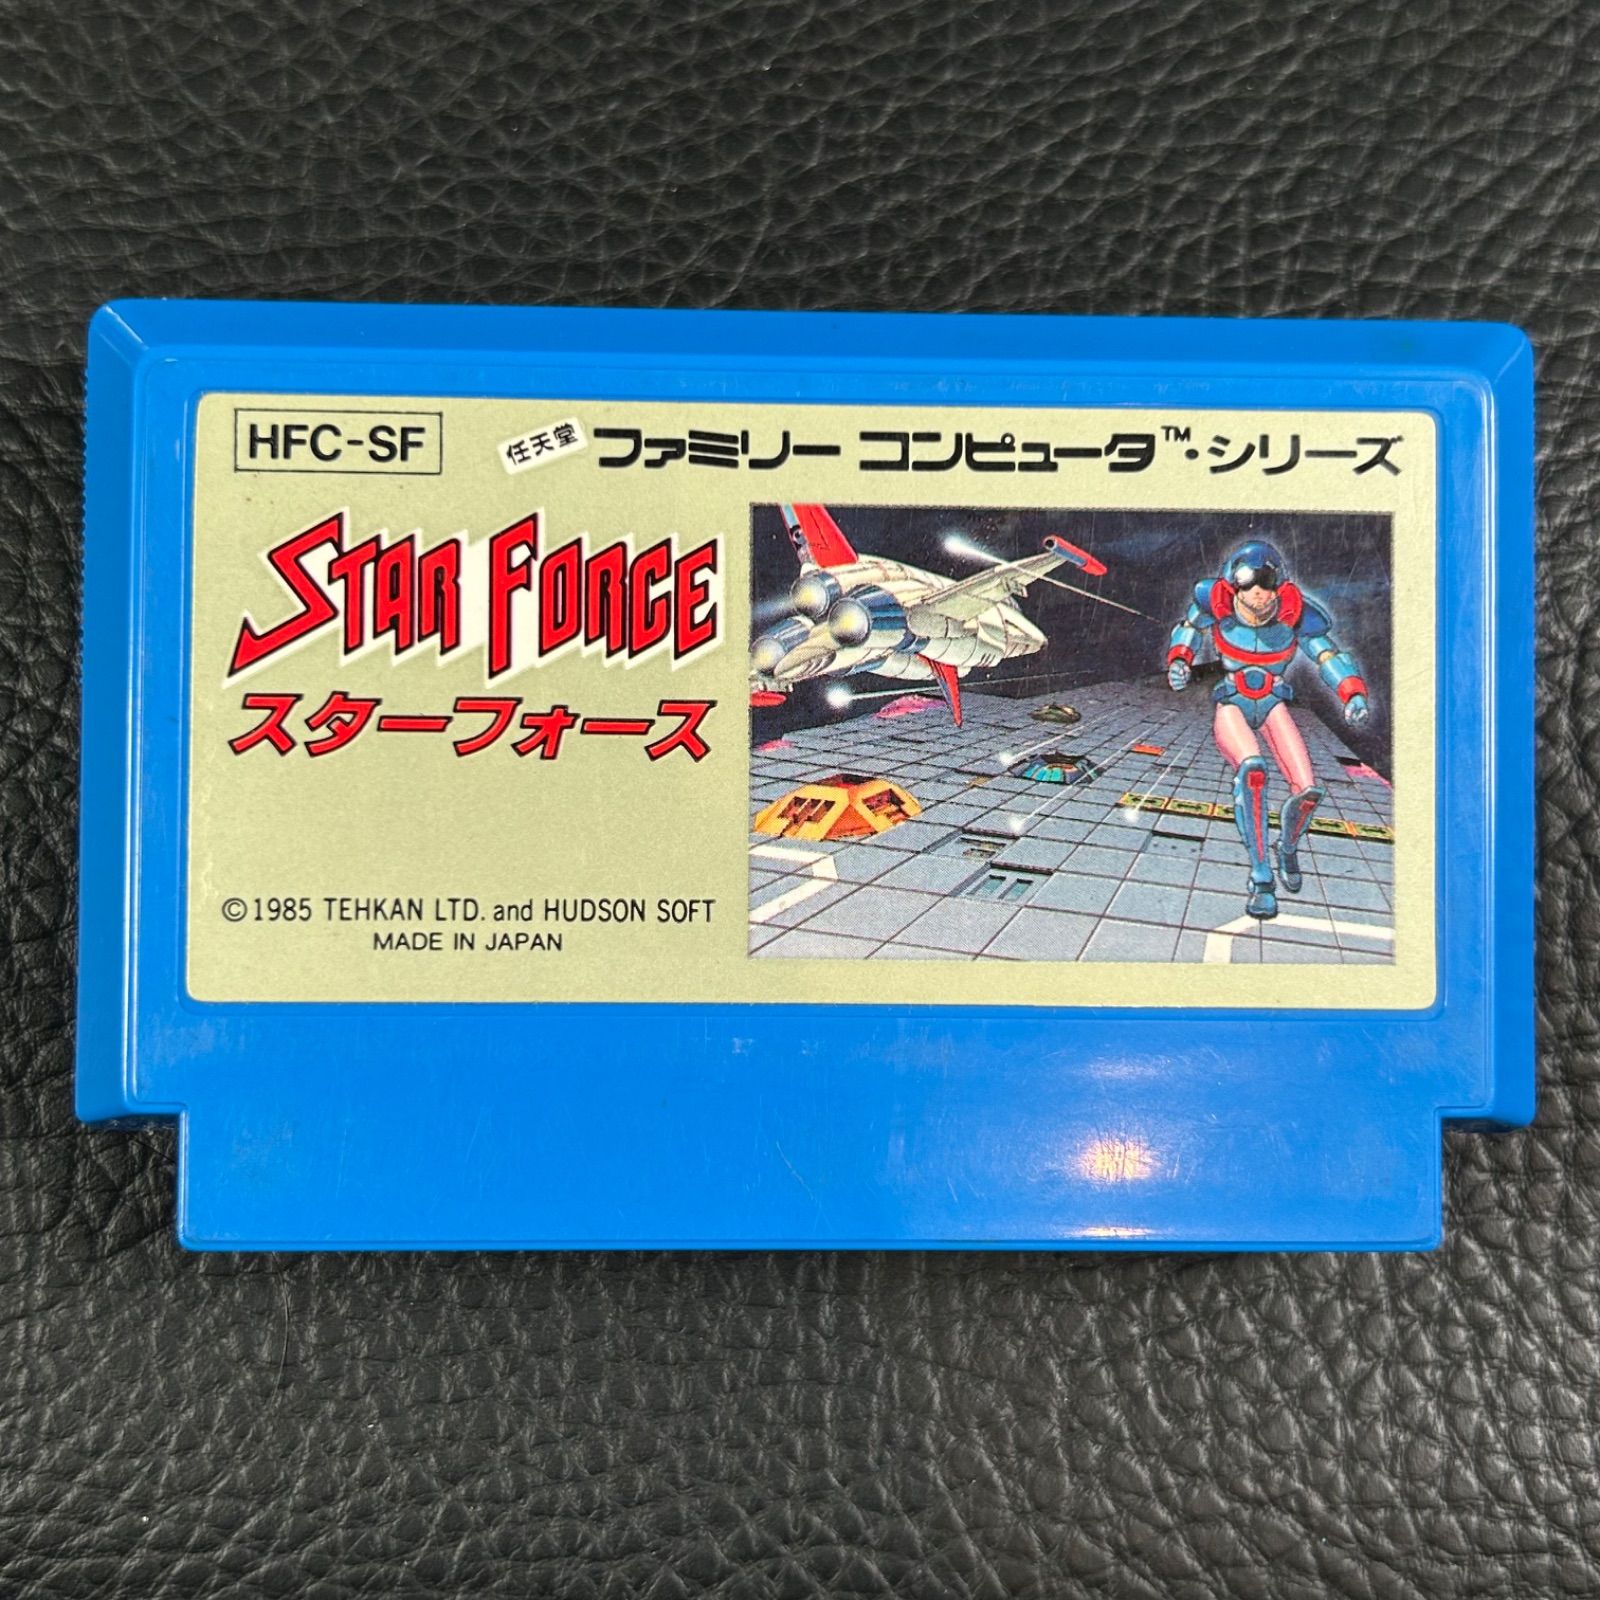 HFC-SF
任天堂 ファミリー コンピュータ™・シリーズ
STAR FORCE
スターフォース
©1985 TEHKAN LTD. and HUDSON SOFT
MADE IN JAPAN